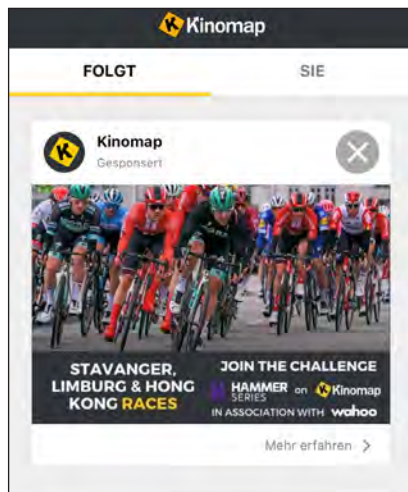 Kinomap
FOLGT SIE
Kinomap
Gesponsert
STAVANGER,
LIMBURG & HONG
KONG RACES
JOIN THE CHALLENGE
HAMMER SERIES on Kinomap
IN ASSOCIATION WITH wahoo
Mehr erfahren >